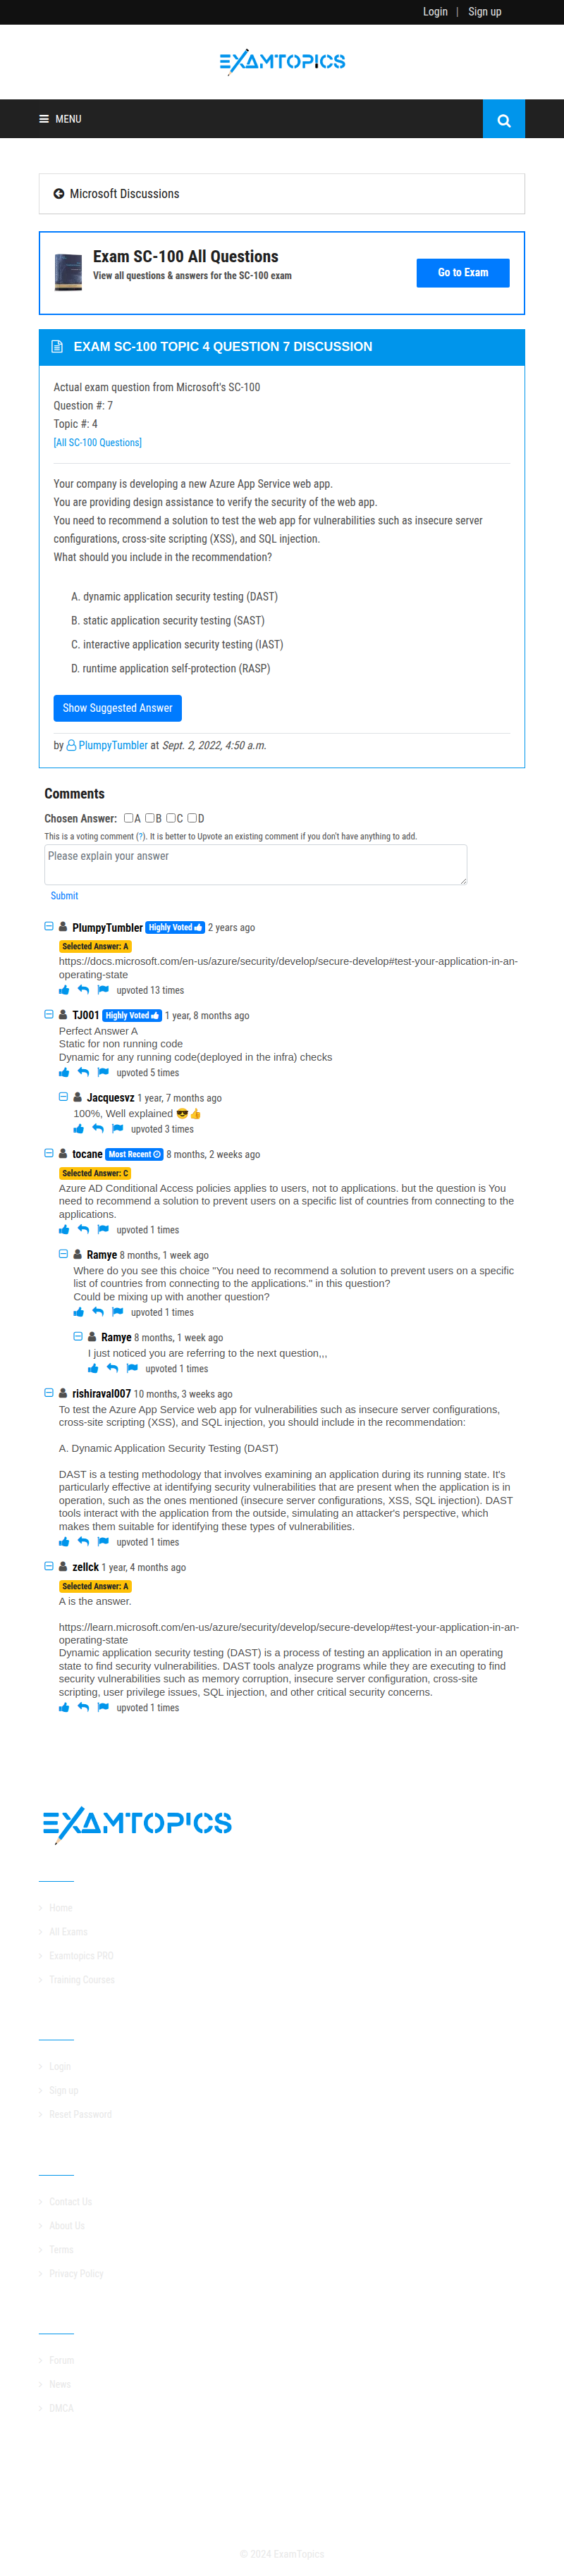 Login | Sign up
EXAMTOPICS
MENU
Microsoft Discussions
Exam SC-100 All Questions
View all questions & answers for the SC-100 exam
Go to Exam
EXAM SC-100 TOPIC 4 QUESTION 7 DISCUSSION
Actual exam question from Microsoft's SC-100
Question #: 7
Topic #: 4
[All SC-100 Questions]
Your company is developing a new Azure App Service web app.
You are providing design assistance to verify the security of the web app.
You need to recommend a solution to test the web app for vulnerabilities such as insecure server
configurations, cross-site scripting (XSS), and SQL injection.
What should you include in the recommendation?
A. dynamic application security testing (DAST)
B. static application security testing (SAST)
C. interactive application security testing (IAST)
D. runtime application self-protection (RASP)
Show Suggested Answer
by PlumpyTumbler at Sept. 2, 2022, 4:50 a.m.
Comments
Chosen Answer: A B C D
This is a voting comment (?). It is better to Upvote an existing comment if you don't have anything to add.
Please explain your answer
Submit
PlumpyTumbler Highly Voted 2 years ago
Selected Answer: A
https://docs.microsoft.com/en-us/azure/security/develop/secure-develop#test-your-application-in-an-
operating-state
upvoted 13 times
TJ001 Highly Voted 1 year, 8 months ago
Perfect Answer A
Static for non running code
Dynamic for any running code(deployed in the infra) checks
upvoted 5 times
Jacquesvz 1 year, 7 months ago
100%, Well explained 😎👍
upvoted 3 times
tocane Most Recent 8 months, 2 weeks ago
Selected Answer: C
Azure AD Conditional Access policies applies to users, not to applications. but the question is You
need to recommend a solution to prevent users on a specific list of countries from connecting to the
applications.
upvoted 1 times
Ramye 8 months, 1 week ago
Where do you see this choice "You need to recommend a solution to prevent users on a specific
list of countries from connecting to the applications." in this question?
Could be mixing up with another question?
upvoted 1 times
Ramye 8 months, 1 week ago
I just noticed you are referring to the next question,,,
upvoted 1 times
rishiraval007 10 months, 3 weeks ago
To test the Azure App Service web app for vulnerabilities such as insecure server configurations,
cross-site scripting (XSS), and SQL injection, you should include in the recommendation:
A. Dynamic Application Security Testing (DAST)
DAST is a testing methodology that involves examining an application during its running state. It's
particularly effective at identifying security vulnerabilities that are present when the application is in
operation, such as the ones mentioned (insecure server configurations, XSS, SQL injection). DAST
tools interact with the application from the outside, simulating an attacker's perspective, which
makes them suitable for identifying these types of vulnerabilities.
upvoted 1 times
zellck 1 year, 4 months ago
Selected Answer: A
A is the answer.
https://learn.microsoft.com/en-us/azure/security/develop/secure-develop#test-your-application-in-an-
operating-state
Dynamic application security testing (DAST) is a process of testing an application in an operating
state to find security vulnerabilities. DAST tools analyze programs while they are executing to find
security vulnerabilities such as memory corruption, insecure server configuration, cross-site
scripting, user privilege issues, SQL injection, and other critical security concerns.
upvoted 1 times
EXAMTOPICS
Home
All Exams
Examtopics PRO
Training Courses
Login
Sign up
Reset Password
Contact Us
About Us
Terms
Privacy Policy
Forum
News
DMCA
© 2024 ExamTopics